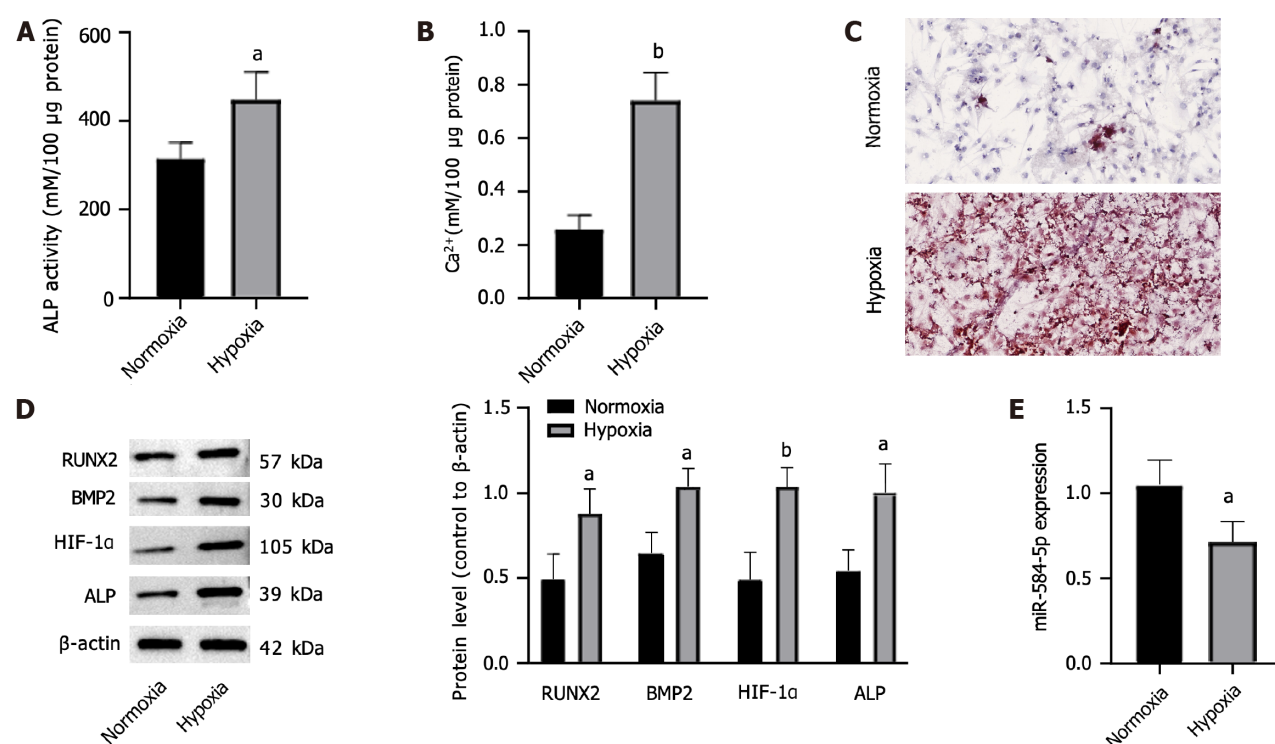 A
ALP activity (mM/100 µg protein)
600
400
200
0
a
Normoxia
Hypoxia
B
Ca²⁺(mM/100 µg protein)
1.0
0.8
0.6
0.4
0.2
0.0
b
Normoxia
Hypoxia
C
Normoxia
Hypoxia
D
RUNX2
57 kDa
BMP2
30 kDa
HIF-1ɑ
105 kDa
ALP
39 kDa
β-actin
42 kDa
Normoxia
Hypoxia
Protein level (control to β-actin)
1.5
1.0
0.5
0.0
Normoxia
Hypoxia
a
a
b
a
RUNX2
BMP2
HIF-1ɑ
ALP
E
miR-584-5p expression
1.5
1.0
0.5
0.0
a
Normoxia
Hypoxia